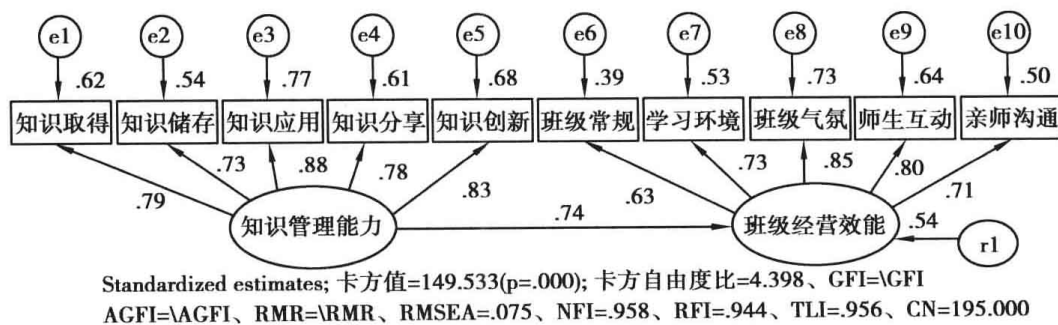 e1 e2 e3 e4 e5 e6 e7 e8 e9 e10
.62 .54 .77 .61 .68 .39 .53 .73 .64 .50
知识取得 知识储存 知识应用 知识分享 知识创新 班级常规 学习环境 班级气氛 师生互动 亲师沟通
.79 .73 .88 .78 .83 .63 .73 .85 .80 .71
知识管理能力 .74 班级经营效能 .54 r1
Standardized estimates; 卡方值=149.533(p=.000); 卡方自由度比=4.398、GFI=\GFI
AGFI=\AGFI、RMR=\RMR、RMSEA=.075、NFI=.958、RFI=.944、TLI=.956、CN=195.000